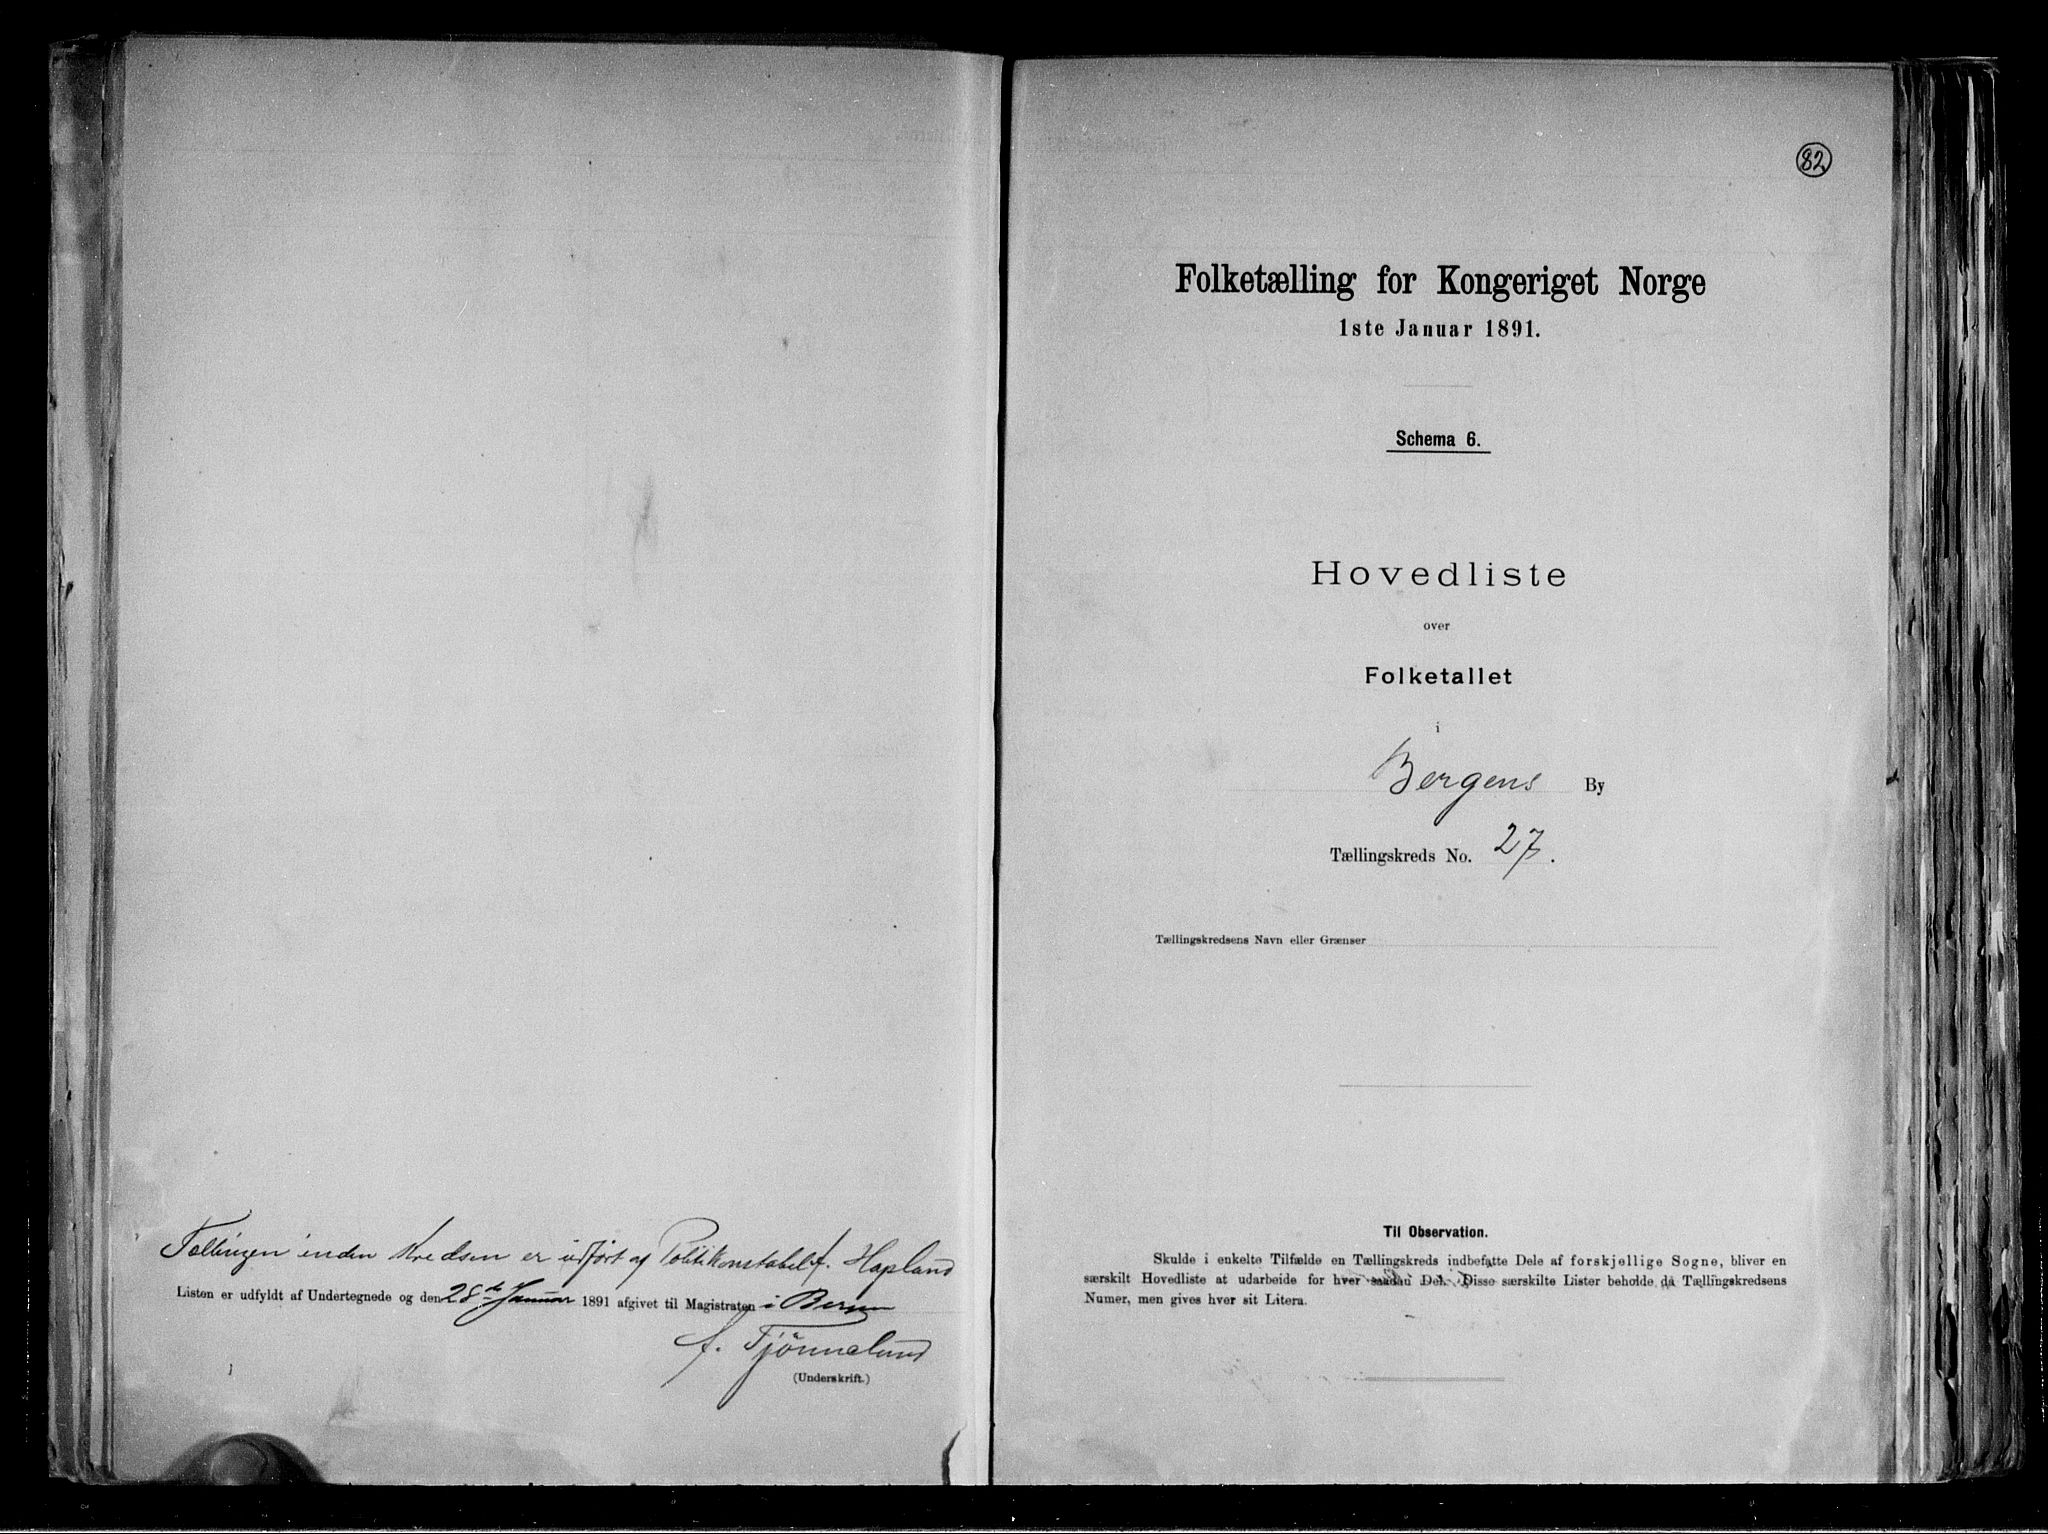 Tællingen inden Kredsen er udført af Politikonstabel A. Hopland
Listen er udfyldt af Undertegnede og den 28de Januar 1891 afgivet til Magistraten i Bergen
A. Tjönnelund
(Underskrift.)
82
Folketælling for Kongeriget Norge
1ste Januar 1891.
Schema 6.
Hovedliste
over
Folketallet
i
Bergens By
Tællingskreds No. 27.
Tællingskredsens Navn eller Grænser
Til Observation.
Skulde i enkelte Tilfælde en Tællingskreds indbefatte Dele af forskjellige Sogne, bliver en
særskilt Hovedliste at udarbeide for hver saadan Del. Disse særskilte Lister beholde da Tællingskredsens
Numer, men gives hver sit Litera.